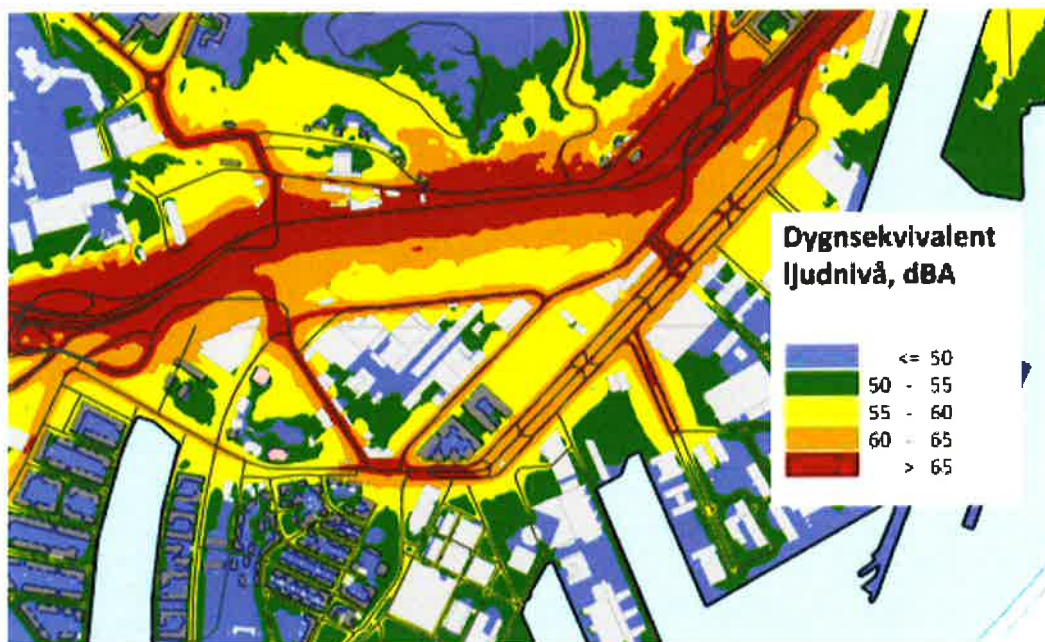 Dygnsekvivalent
ljudnivå, dBA
<= 50
50 - 55
55 - 60
60 - 65
> 65